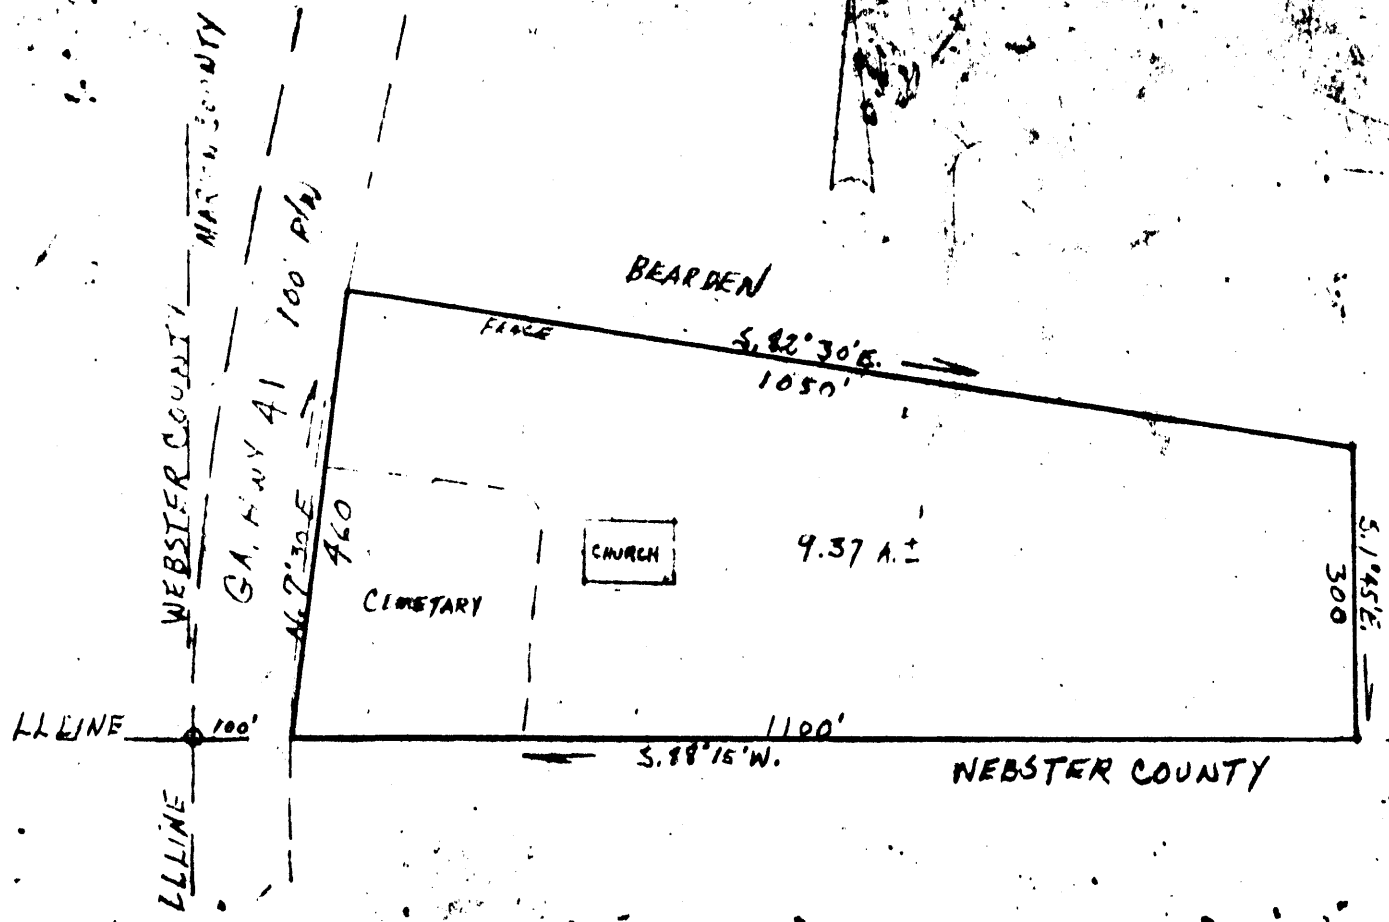 MARION COUNTY
WEBSTER COUNTY
GA. HWY 41 100' R/W
BEARDEN
FENCE
S. 82° 30' E.
1050'
N. 7° 30 E
460
CEMETARY
CHURCH
9.37 A. ±
S. 1° 45' E.
300
LL LINE
100'
1100'
S. 88° 15' W.
WEBSTER COUNTY
LL LINE